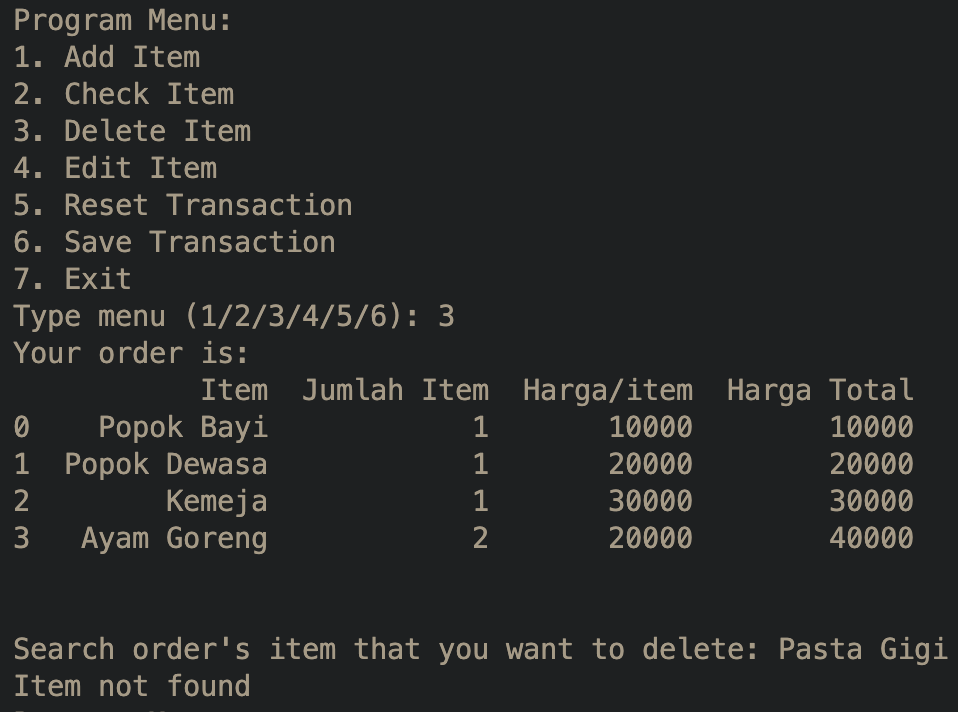 Program Menu:
1. Add Item
2. Check Item
3. Delete Item
4. Edit Item
5. Reset Transaction
6. Save Transaction
7. Exit
Type menu (1/2/3/4/5/6): 3
Your order is:
Item Jumlah Item Harga/item Harga Total
0 Popok Bayi 1 10000 10000
1 Popok Dewasa 1 20000 20000
2 Kemeja 1 30000 30000
3 Ayam Goreng 2 20000 40000
Search order's item that you want to delete: Pasta Gigi
Item not found